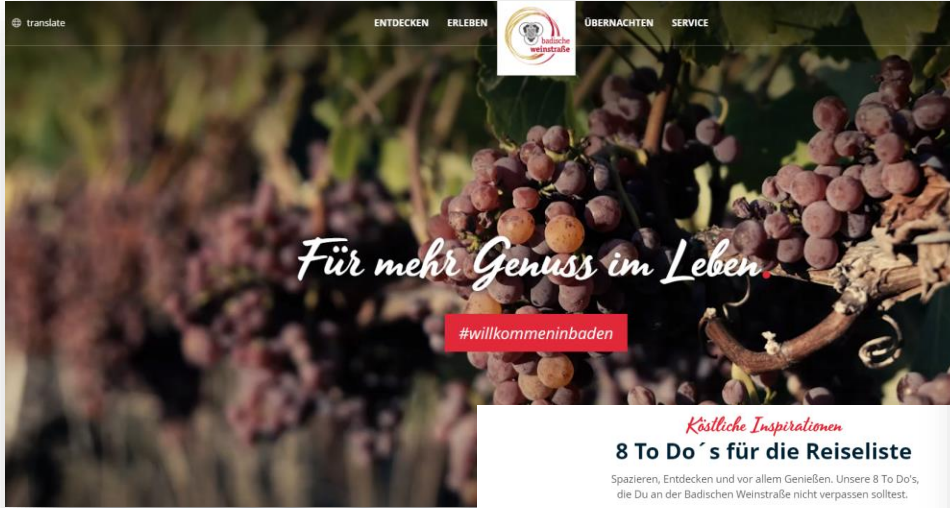 translate
ENTDECKEN ERLEBEN
badische
weinstraße
ÜBERNACHTEN SERVICE
Für mehr Genuss im Leben.
#willkommeninbaden
Köstliche Inspirationen
8 To Do´s für die Reiseliste
Spazieren, Entdecken und vor allem Genießen. Unsere 8 To Do's,
die Du an der Badischen Weinstraße nicht verpassen solltest.